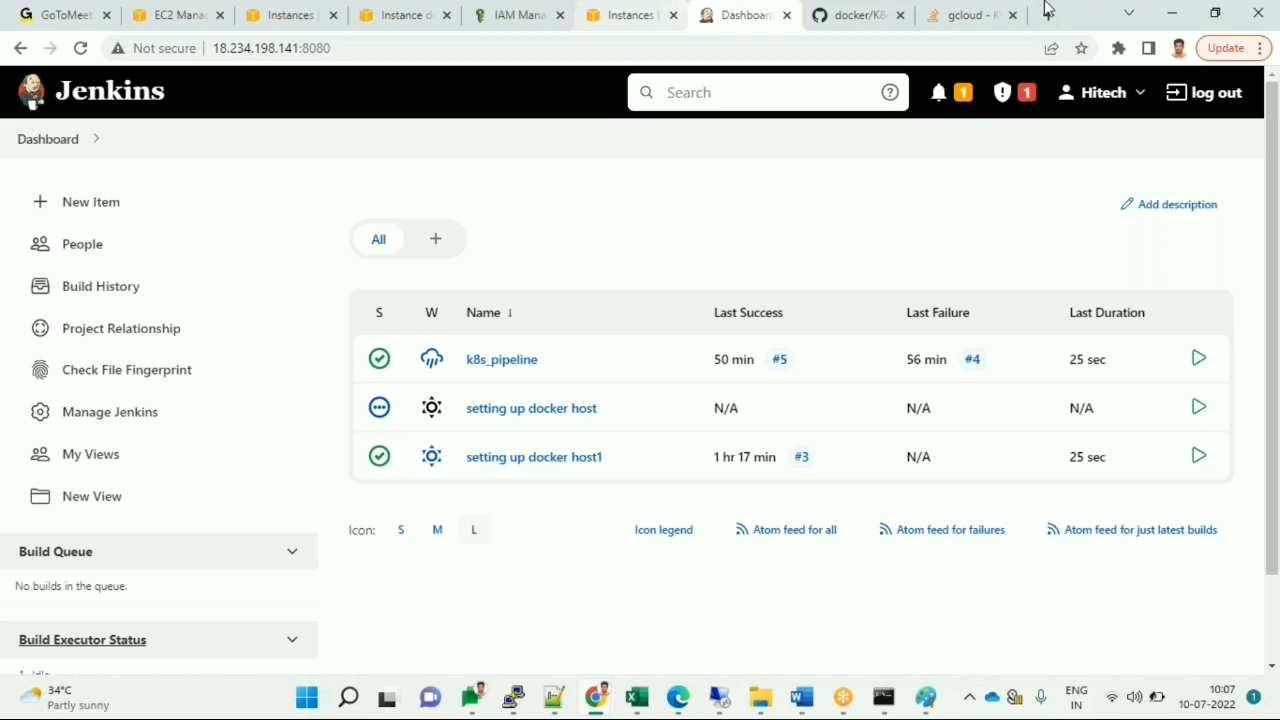 GoToMeet
EC2 Mana
Instances
Instance d
IAM Mana
Instances
Dashboard
docker/K8
gcloud - K
Not secure
18.234.198.141:8080
Update
Jenkins
Search
1
1
Hitech
log out
Dashboard
New Item
People
Build History
Project Relationship
Check File Fingerprint
Manage Jenkins
My Views
New View
Build Queue
No builds in the queue.
Build Executor Status
1 Idle
Add description
All
S W Name ↓ Last Success Last Failure Last Duration
k8s_pipeline 50 min #5 56 min #4 25 sec
setting up docker host N/A N/A N/A
setting up docker host1 1 hr 17 min #3 N/A 25 sec
Icon: S M L
Icon legend
Atom feed for all
Atom feed for failures
Atom feed for just latest builds
34°C
Partly sunny
ENG
IN
10:07
10-07-2022
1